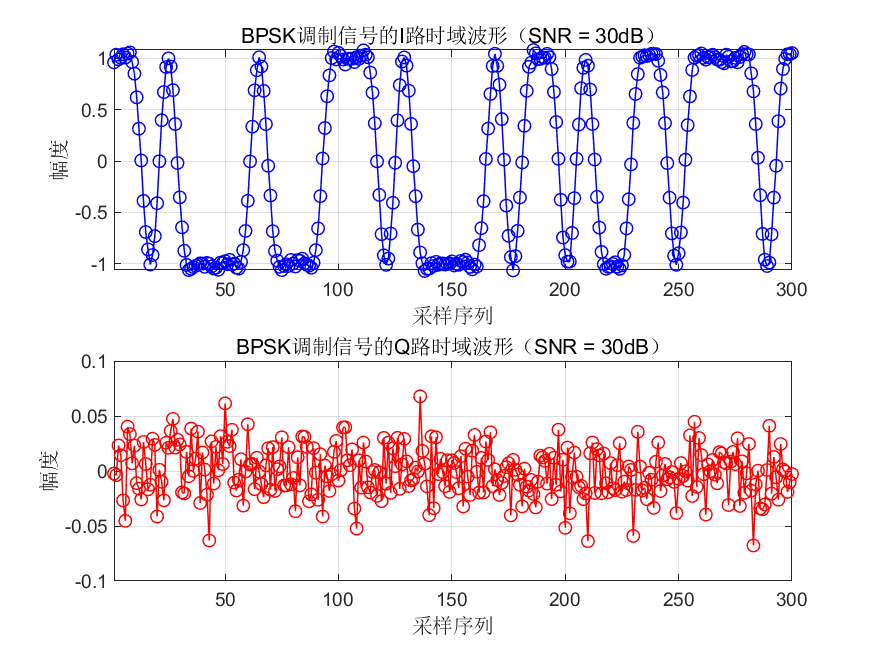 BPSK调制信号的I路时域波形（SNR = 30dB）
1
0.5
0
-0.5
-1
幅度
50 100 150 200 250 300
采样序列
BPSK调制信号的Q路时域波形（SNR = 30dB）
0.1
0.05
0
-0.05
-0.1
幅度
50 100 150 200 250 300
采样序列